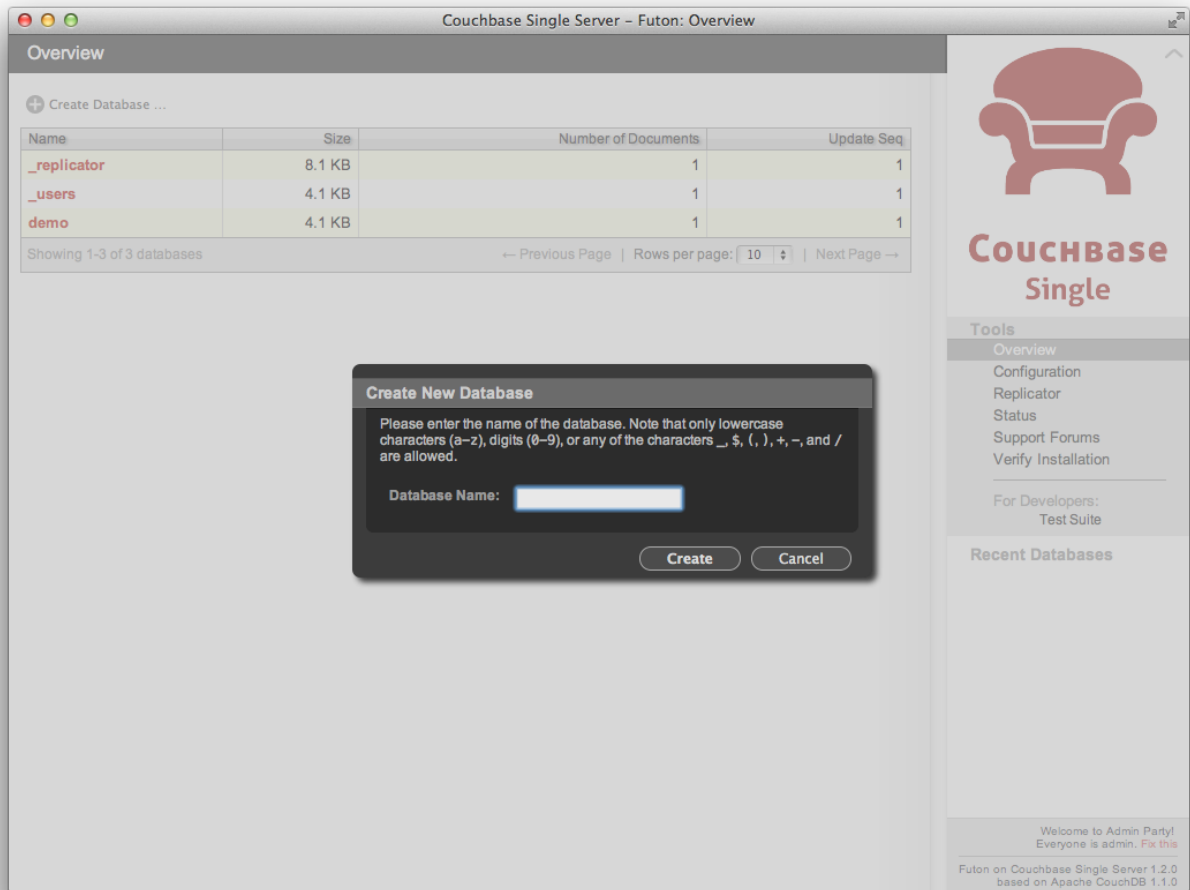 Couchbase Single Server – Futon: Overview
Overview
Create Database ...
Name Size Number of Documents Update Seq
_replicator 8.1 KB 1 1
_users 4.1 KB 1 1
demo 4.1 KB 1 1
Showing 1-3 of 3 databases ← Previous Page | Rows per page: 10 | Next Page →
Create New Database
Please enter the name of the database. Note that only lowercase
characters (a–z), digits (0–9), or any of the characters _, $, (, ), +, –, and /
are allowed.
Database Name:
Create Cancel
COUCHBASE
Single
Tools
Overview
Configuration
Replicator
Status
Support Forums
Verify Installation
For Developers:
Test Suite
Recent Databases
Welcome to Admin Party!
Everyone is admin. Fix this
Futon on Couchbase Single Server 1.2.0
based on Apache CouchDB 1.1.0